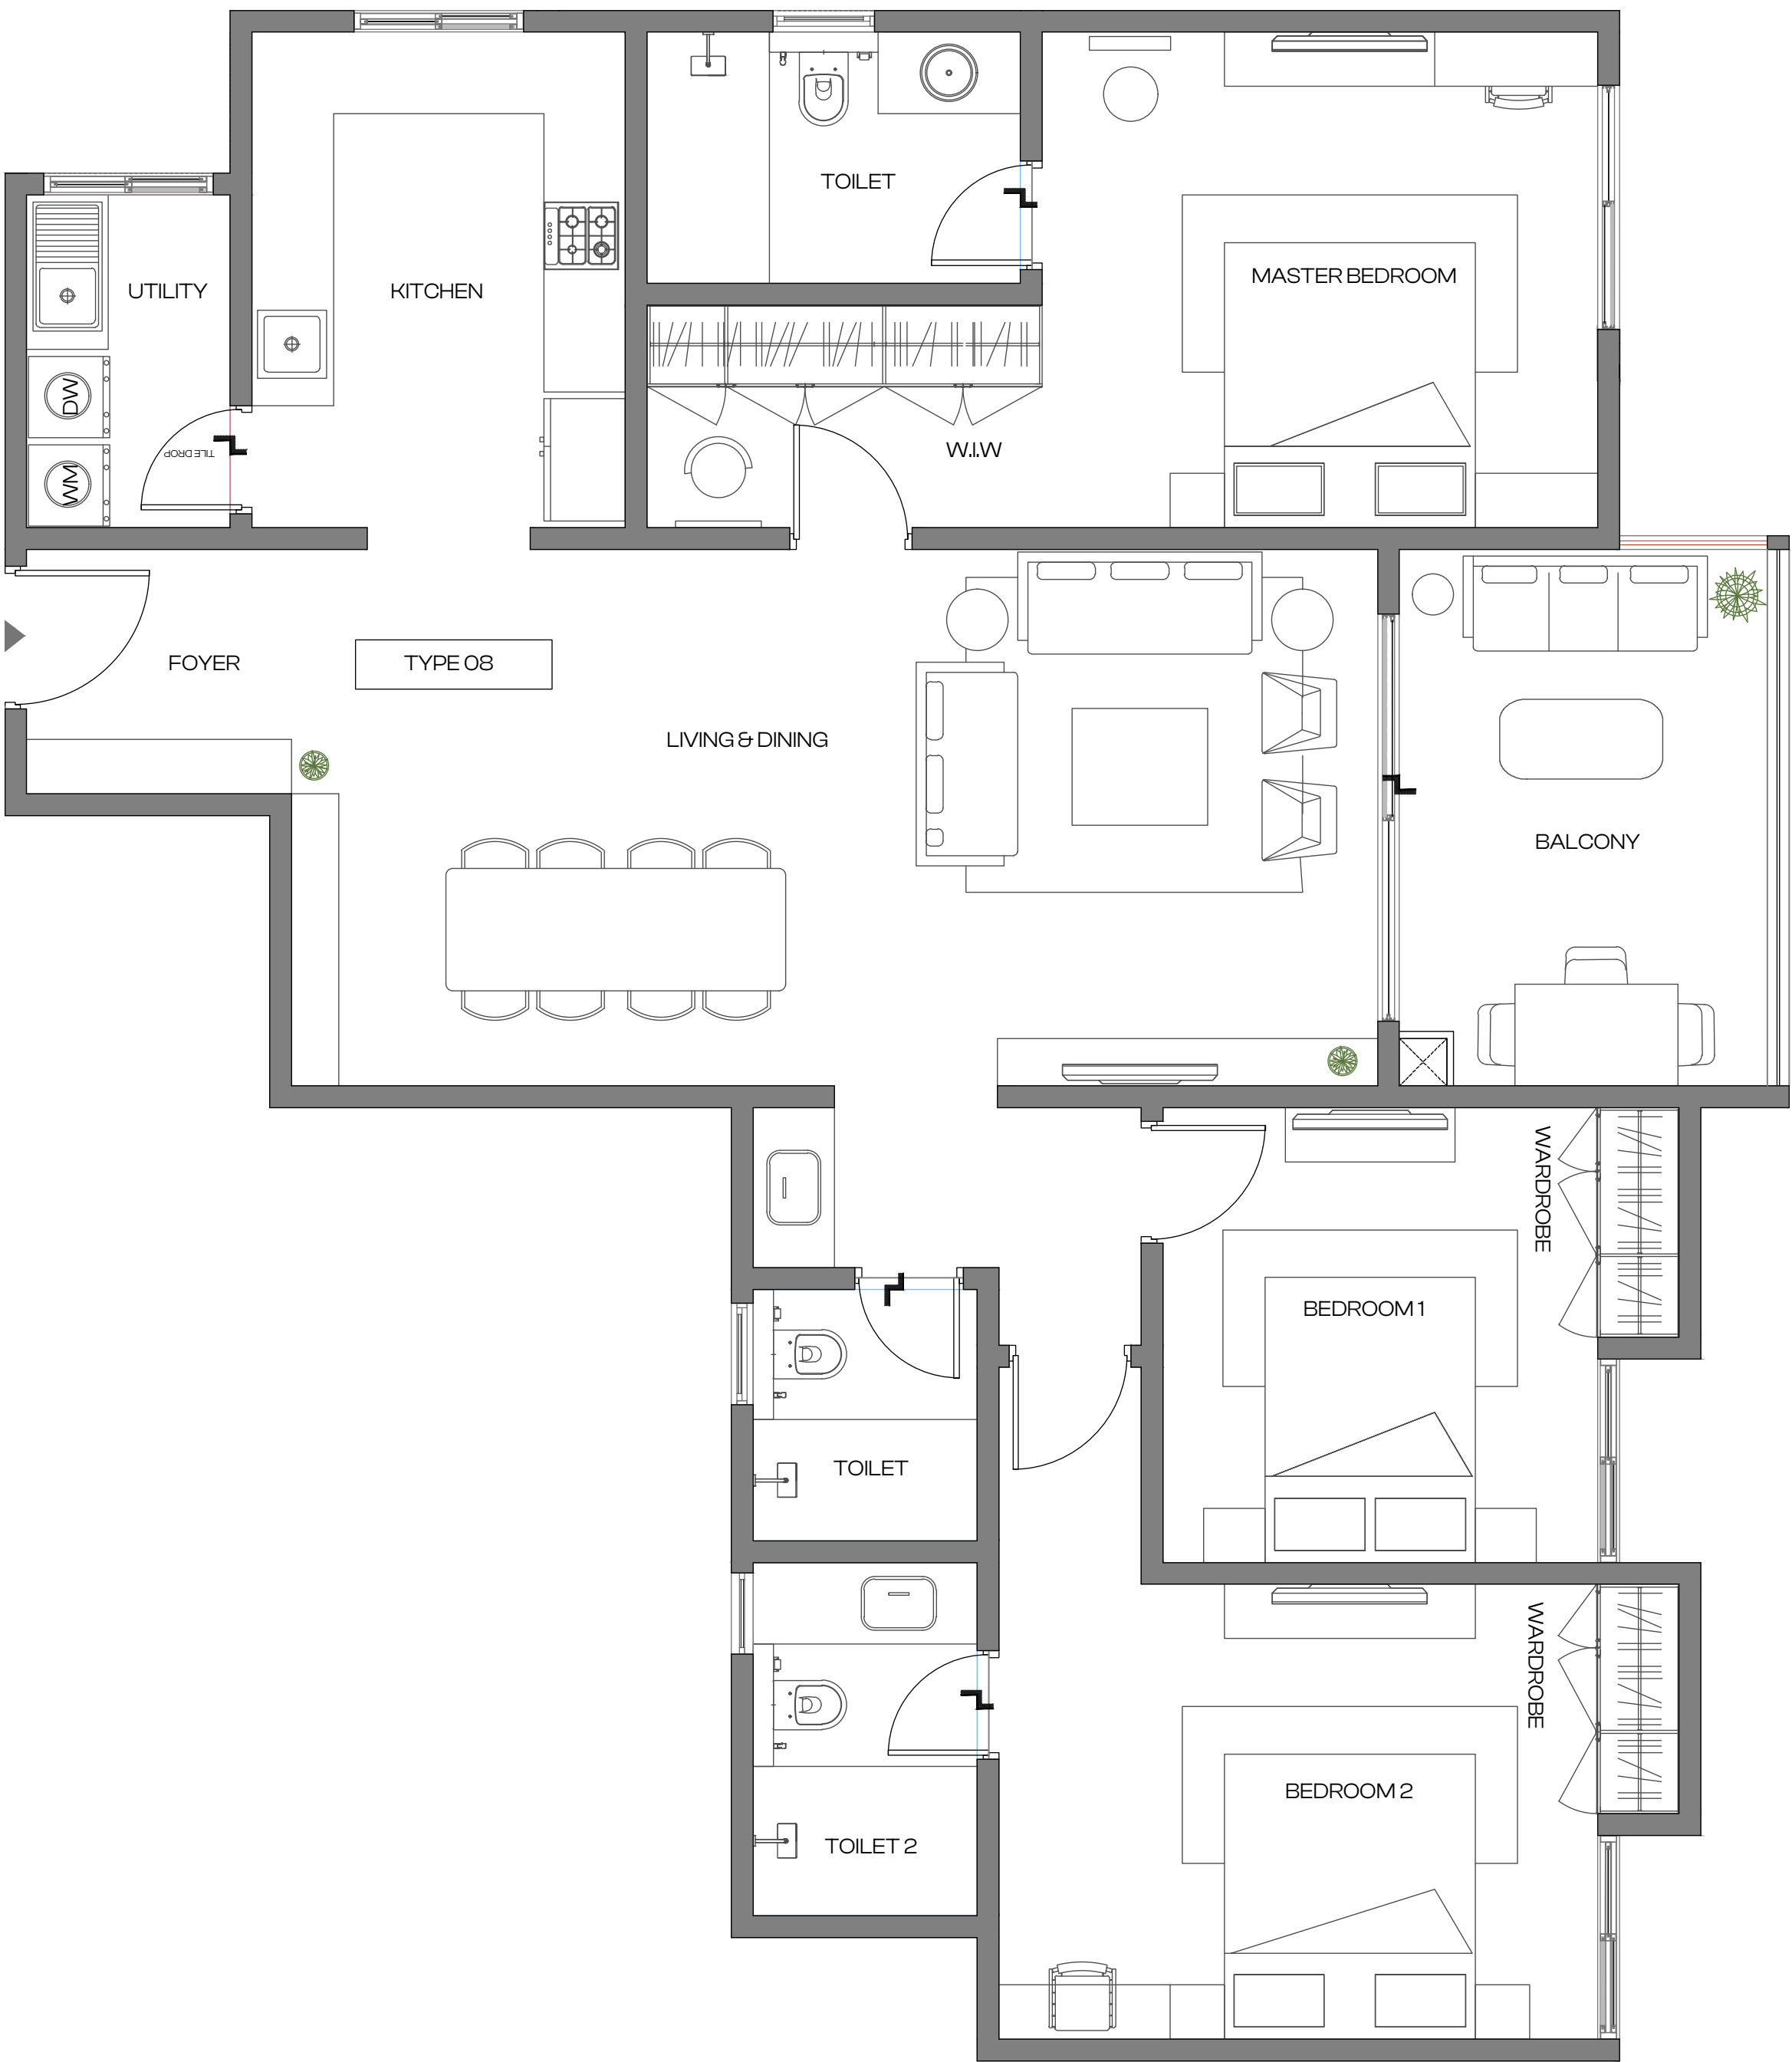 TOILET
MASTER BEDROOM
UTILITY
KITCHEN
DW
TILE DROP
W.I.W
WM
FOYER
TYPE 08
LIVING & DINING
BALCONY
WARDROBE
BEDROOM 1
TOILET
WARDROBE
BEDROOM 2
TOILET 2